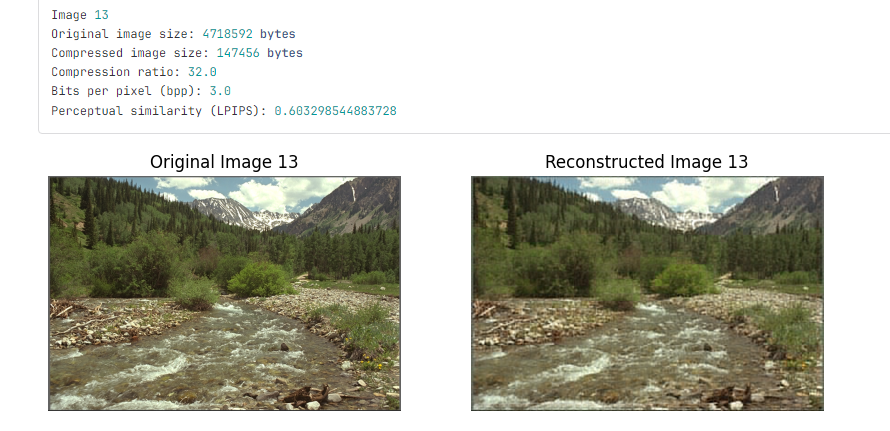 Image 13
Original image size: 4718592 bytes
Compressed image size: 147456 bytes
Compression ratio: 32.0
Bits per pixel (bpp): 3.0
Perceptual similarity (LPIPS): 0.603298544883728
Original Image 13
Reconstructed Image 13